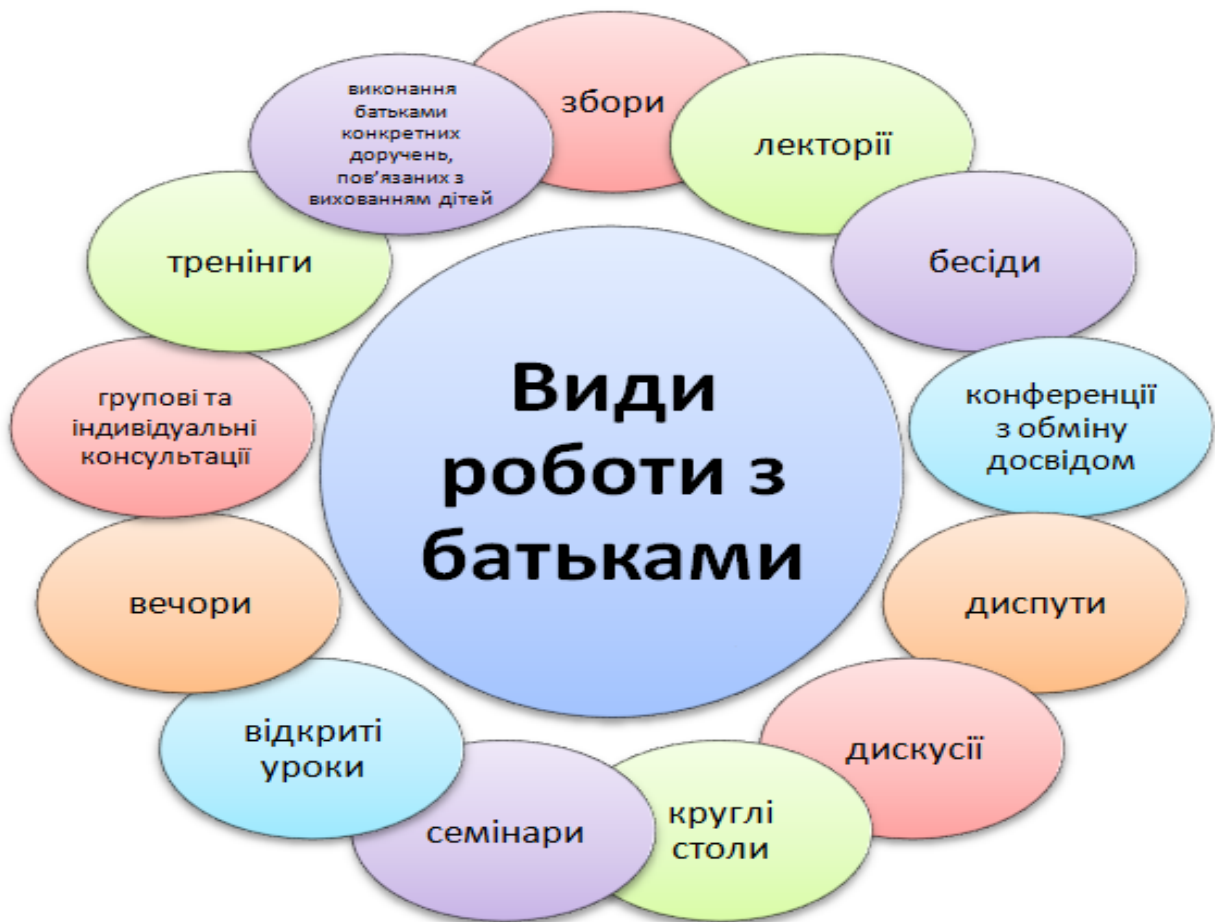 Види
роботи з
батьками
збори
лекторії
бесіди
конференції
з обміну
досвідом
диспути
дискусії
круглі
столи
семінари
відкриті
уроки
вечори
групові та
індивідуальні
консультації
тренінги
виконання
батьками
конкретних
доручень,
пов’язаних з
вихованням дітей